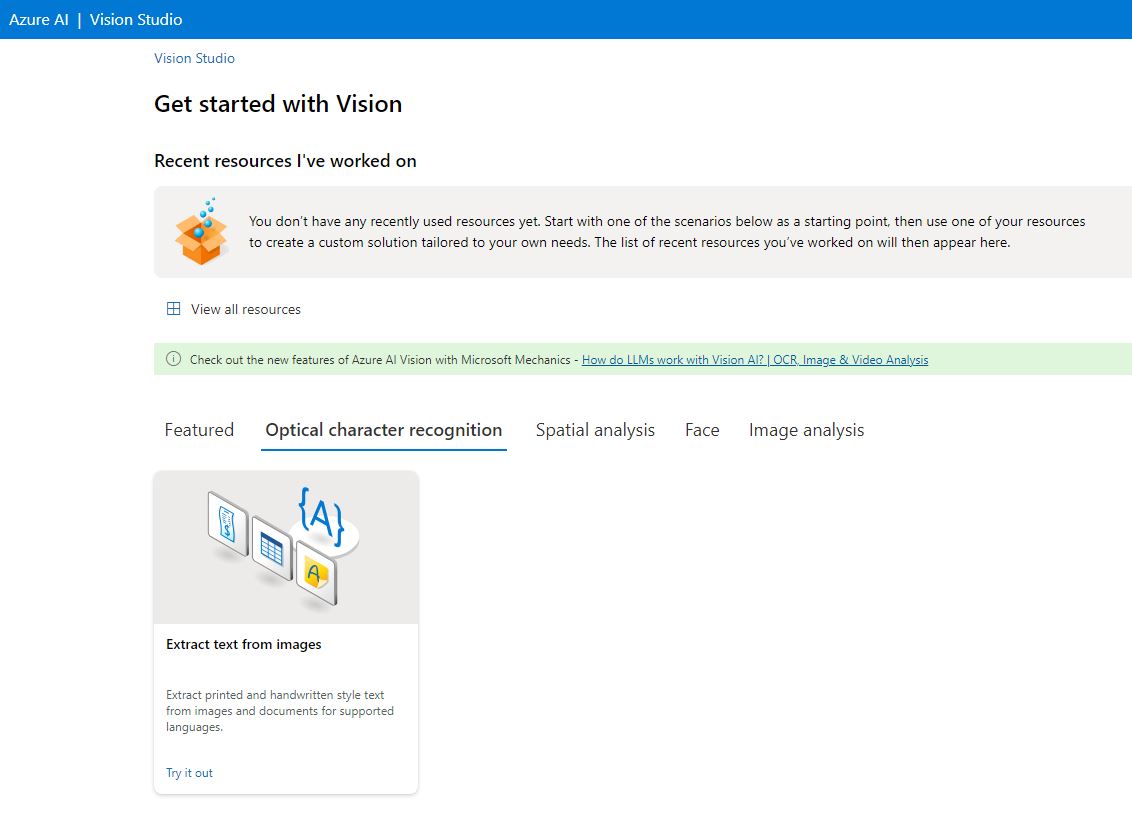 Azure AI | Vision Studio
Vision Studio
Get started with Vision
Recent resources I've worked on
You don't have any recently used resources yet. Start with one of the scenarios below as a starting point, then use one of your resources
to create a custom solution tailored to your own needs. The list of recent resources you've worked on will then appear here.
View all resources
Check out the new features of Azure AI Vision with Microsoft Mechanics - How do LLMs work with Vision AI? | OCR, Image & Video Analysis
Featured Optical character recognition Spatial analysis Face Image analysis
{A}
$
A
Extract text from images
Extract printed and handwritten style text
from images and documents for supported
languages.
Try it out